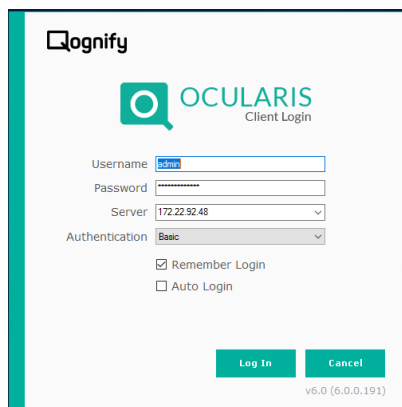 Qognify
OCULARIS
Client Login
Username admin
Password *************
Server 172.22.92.48
Authentication Basic
Remember Login
Auto Login
Log In Cancel
v6.0 (6.0.0.191)